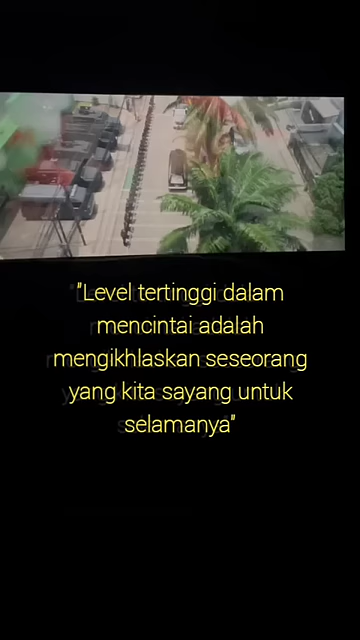 "Level tertinggi dalam
mencintai adalah
mengikhlaskan seseorang
yang kita sayang untuk
selamanya"